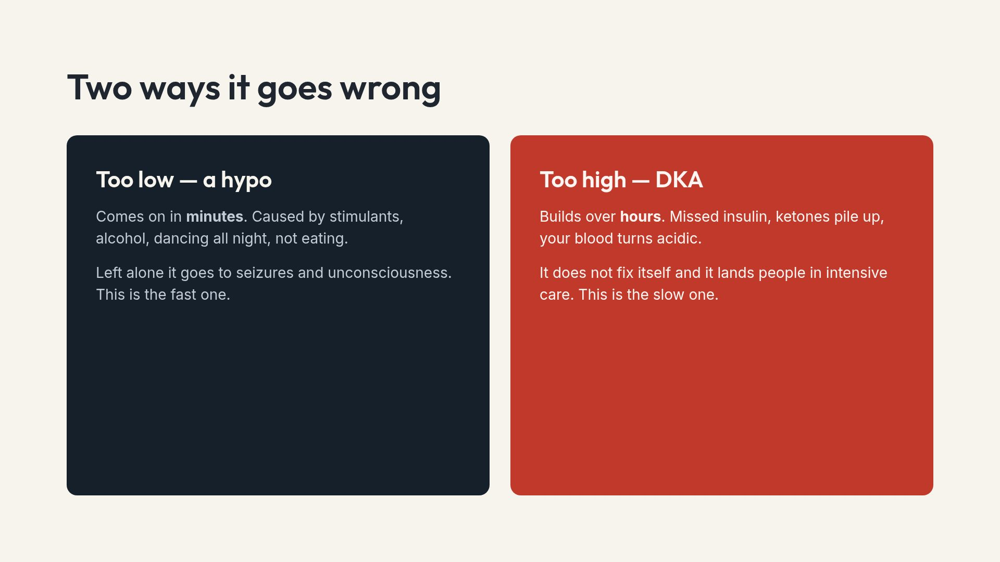 Two ways it goes wrong
Too low — a hypo
Comes on in minutes. Caused by stimulants,
alcohol, dancing all night, not eating.
Left alone it goes to seizures and unconsciousness.
This is the fast one.
Too high — DKA
Builds over hours. Missed insulin, ketones pile up,
your blood turns acidic.
It does not fix itself and it lands people in intensive
care. This is the slow one.